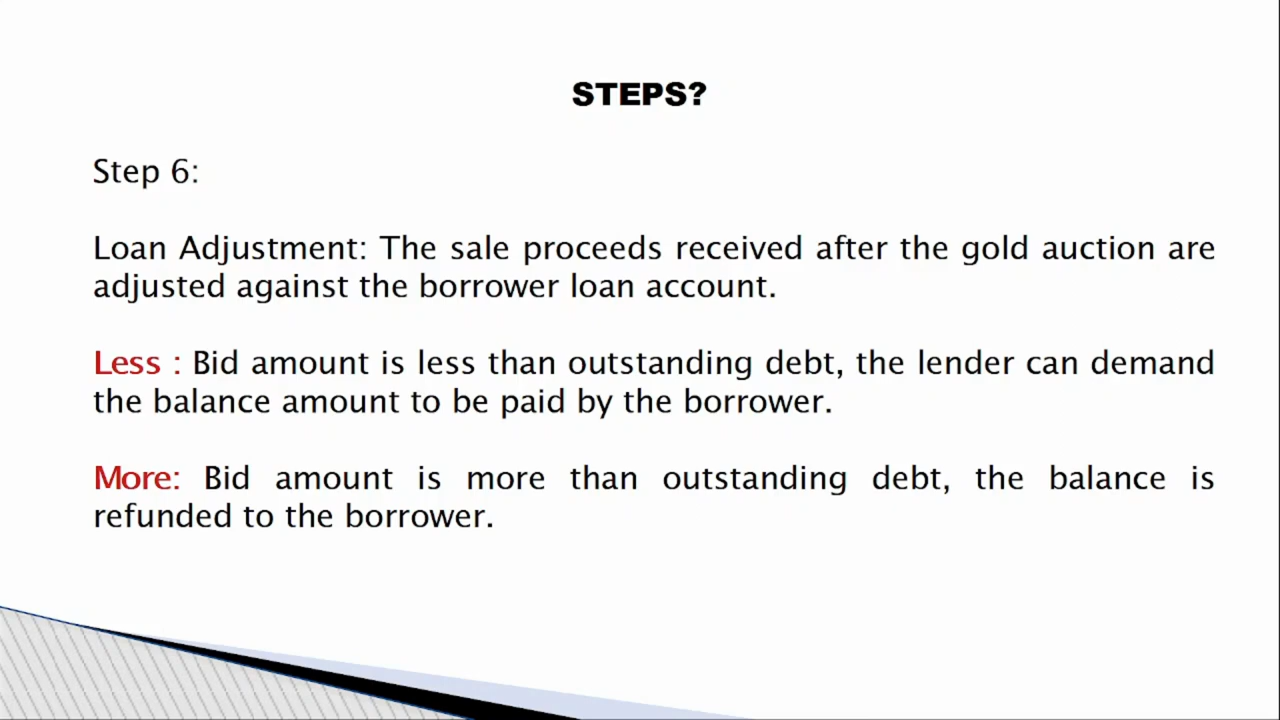 STEPS?
Step 6:
Loan Adjustment: The sale proceeds received after the gold auction are
adjusted against the borrower loan account.
Less : Bid amount is less than outstanding debt, the lender can demand
the balance amount to be paid by the borrower.
More: Bid amount is more than outstanding debt, the balance is
refunded to the borrower.